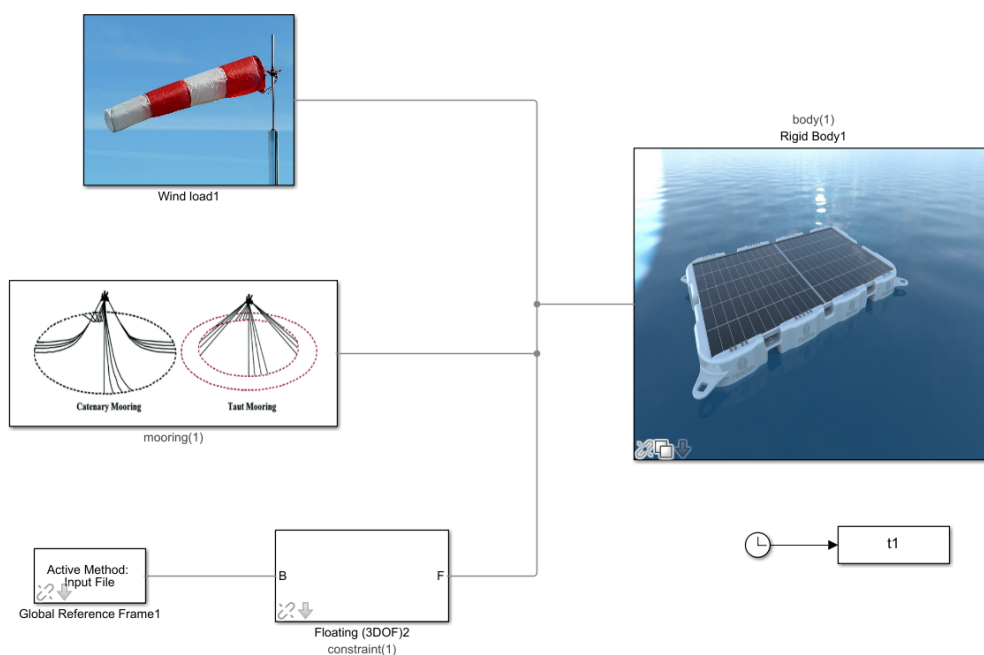 Wind load1
body(1)
Rigid Body1
Catenary Mooring
Taut Mooring
mooring(1)
Active Method:
Input File
Global Reference Frame1
B
F
Floating (3DOF)2
constraint(1)
t1